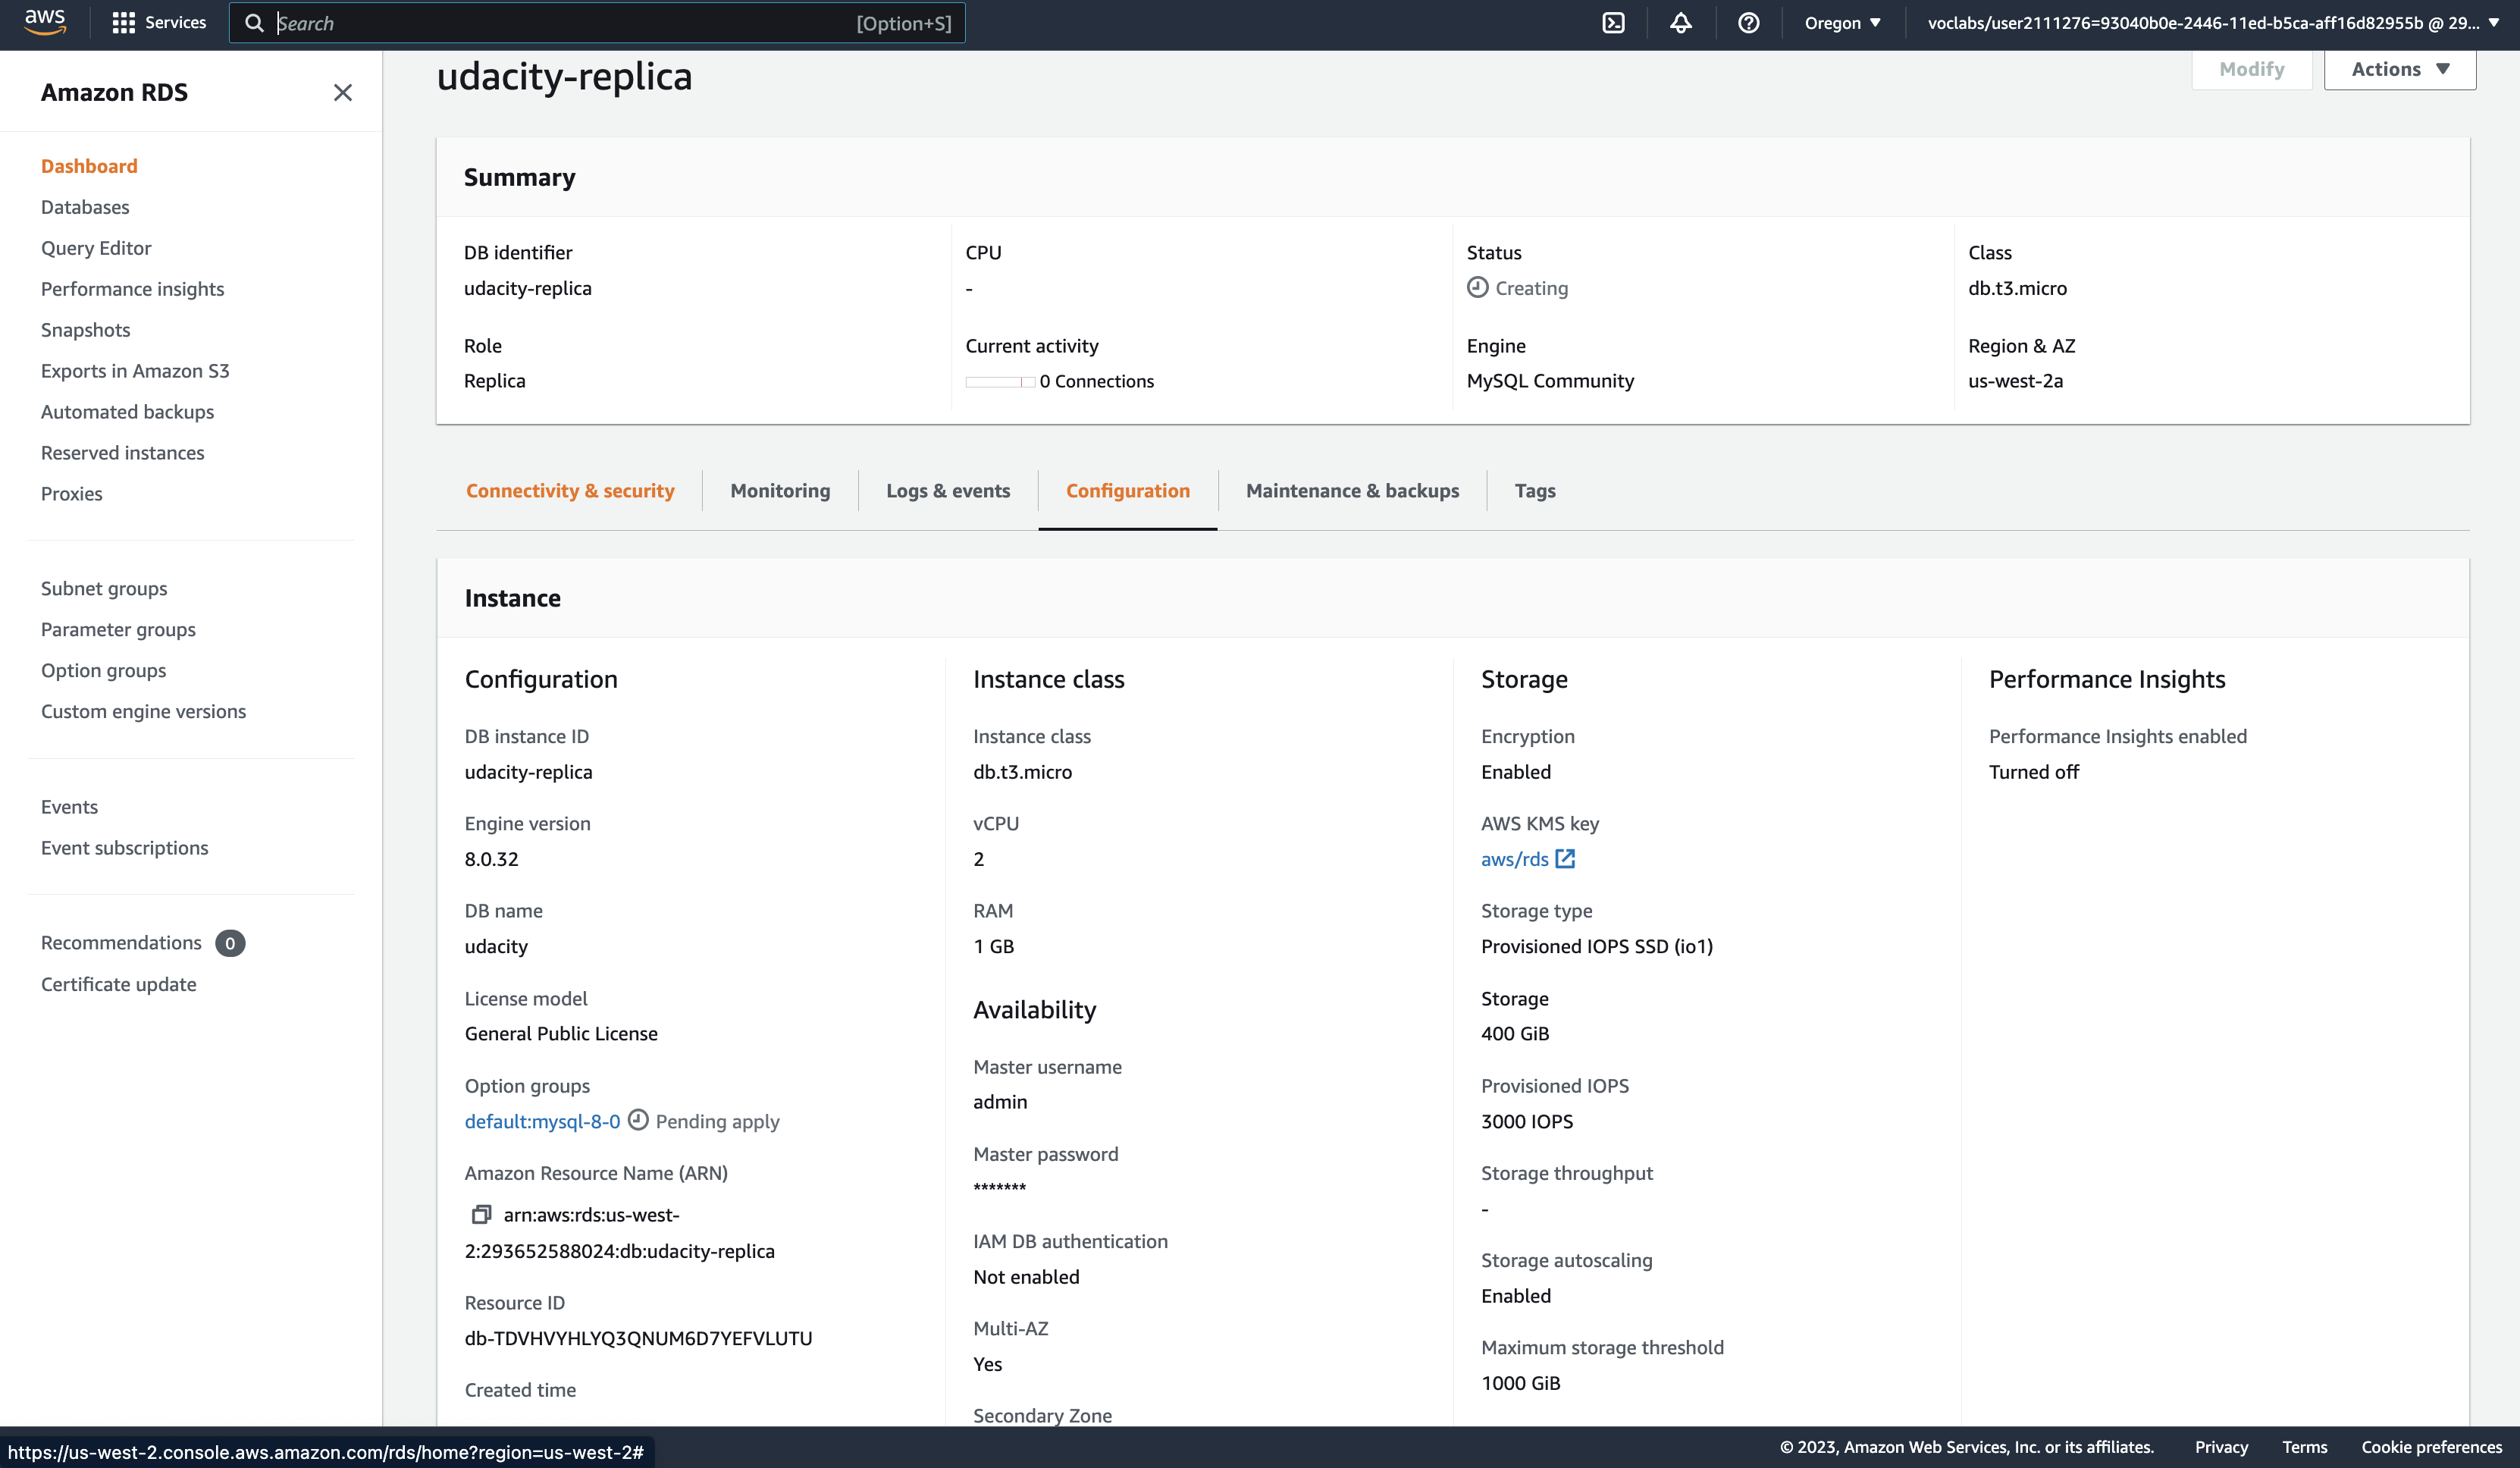 aws
Services
Search
[Option+S]
Oregon
voclabs/user2111276=93040b0e-2446-11ed-b5ca-aff16d82955b @ 29...
Amazon RDS
Dashboard
Databases
Query Editor
Performance insights
Snapshots
Exports in Amazon S3
Automated backups
Reserved instances
Proxies
Subnet groups
Parameter groups
Option groups
Custom engine versions
Events
Event subscriptions
Recommendations 0
Certificate update
udacity-replica
Modify
Actions
Summary
DB identifier
udacity-replica
Role
Replica
CPU
-
Current activity
0 Connections
Status
Creating
Engine
MySQL Community
Class
db.t3.micro
Region & AZ
us-west-2a
Connectivity & security
Monitoring
Logs & events
Configuration
Maintenance & backups
Tags
Instance
Configuration
DB instance ID
udacity-replica
Engine version
8.0.32
DB name
udacity
License model
General Public License
Option groups
default:mysql-8-0 Pending apply
Amazon Resource Name (ARN)
arn:aws:rds:us-west-
2:293652588024:db:udacity-replica
Resource ID
db-TDVHVYHLYQ3QNUM6D7YEFVLUTU
Created time
Instance class
Instance class
db.t3.micro
vCPU
2
RAM
1 GB
Availability
Master username
admin
Master password
*******
IAM DB authentication
Not enabled
Multi-AZ
Yes
Secondary Zone
Storage
Encryption
Enabled
AWS KMS key
aws/rds
Storage type
Provisioned IOPS SSD (io1)
Storage
400 GiB
Provisioned IOPS
3000 IOPS
Storage throughput
-
Storage autoscaling
Enabled
Maximum storage threshold
1000 GiB
Performance Insights
Performance Insights enabled
Turned off
https://us-west-2.console.aws.amazon.com/rds/home?region=us-west-2#
© 2023, Amazon Web Services, Inc. or its affiliates.
Privacy
Terms
Cookie preferences